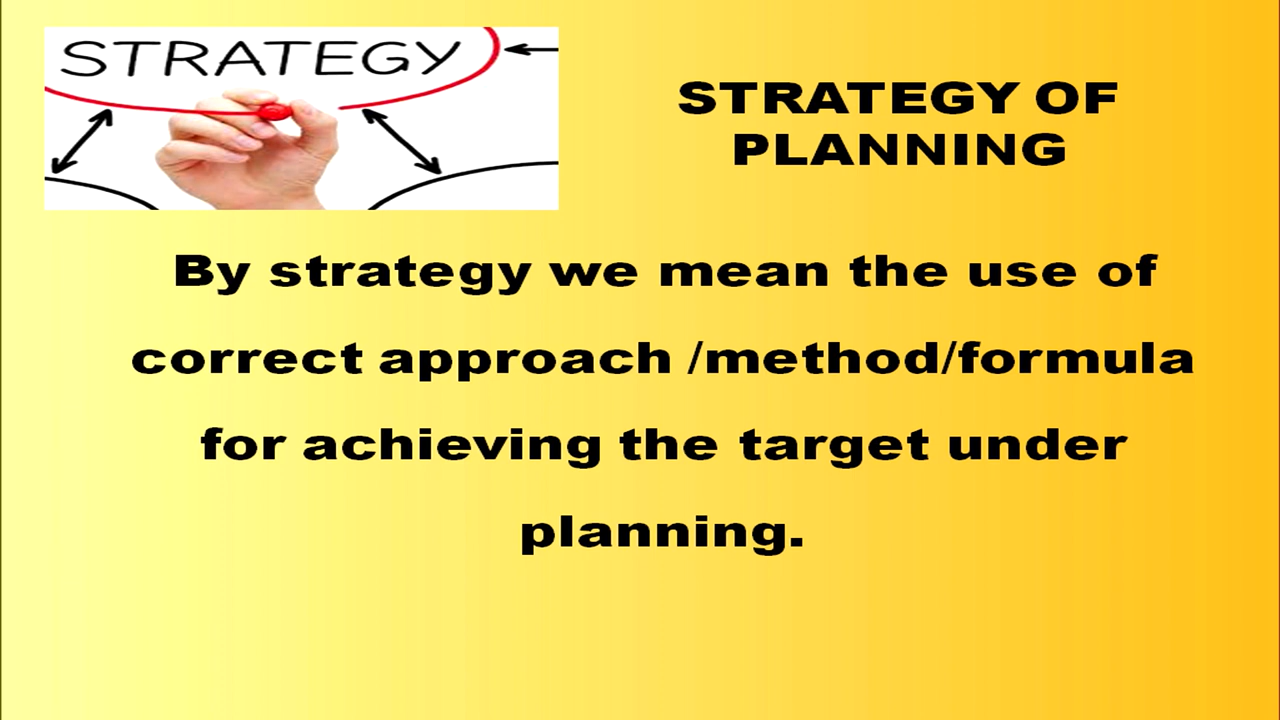 STRATEGY
STRATEGY OF
PLANNING
By strategy we mean the use of
correct approach /method/formula
for achieving the target under
planning.